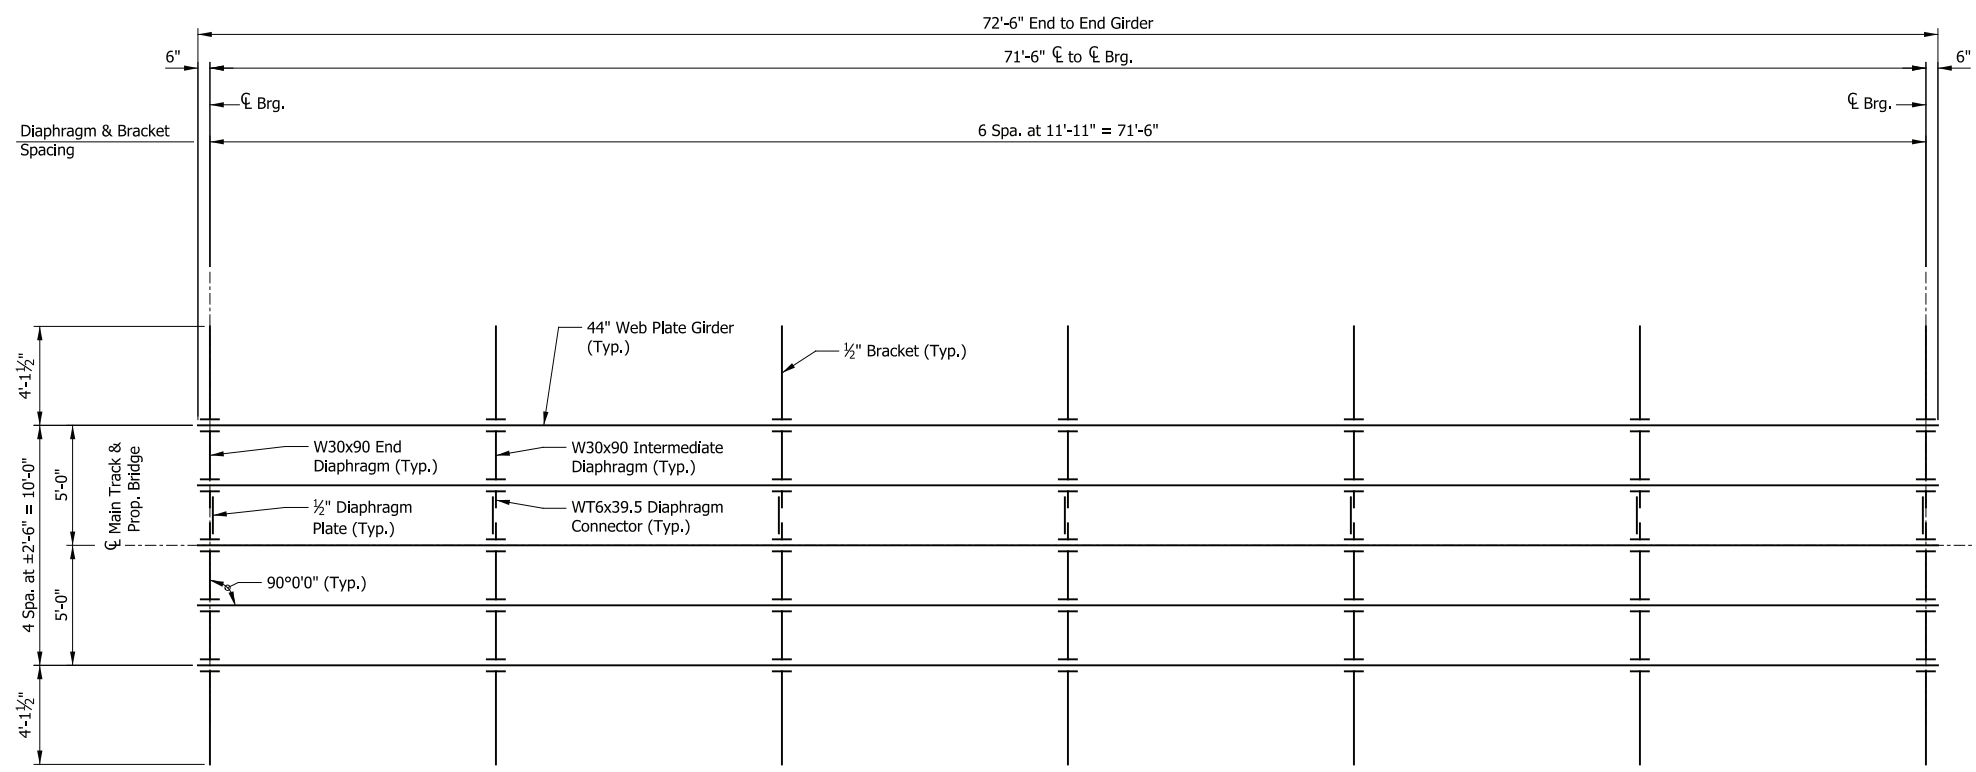 72'-6" End to End Girder
6"
71'-6" ℄ to ℄ Brg.
6"
℄ Brg.
℄ Brg.
Diaphragm & Bracket
Spacing
6 Spa. at 11'-11" = 71'-6"
44" Web Plate Girder
(Typ.)
½" Bracket (Typ.)
4'-1½"
W30x90 End
Diaphragm (Typ.)
W30x90 Intermediate
Diaphragm (Typ.)
4 Spa. at ±2'-6" = 10'-0"
5'-0"
℄ Main Track &
Prop. Bridge
½" Diaphragm
Plate (Typ.)
WT6x39.5 Diaphragm
Connector (Typ.)
5'-0"
90°0'0" (Typ.)
4'-1½"